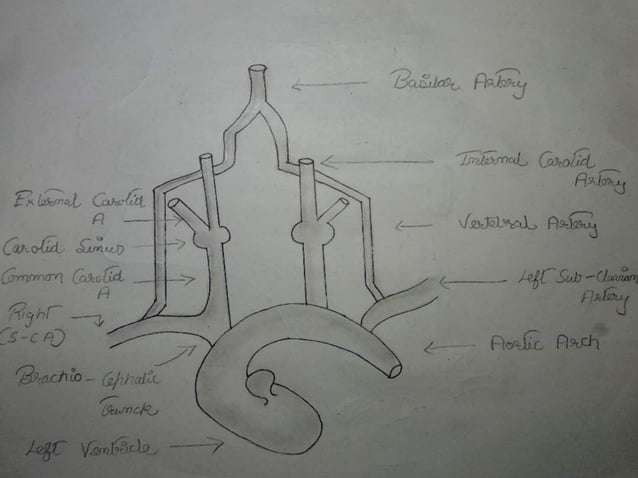 Basilar Artery
Internal Carotid
Artery
External Carotid
A
Vertebral Artery
Carotid Sinus
Common Carotid
A
Left Sub-Clavian
Artery
Right
(S-CA)
Aortic Arch
Brachio-Cephalic
Trunck
Left Ventricle